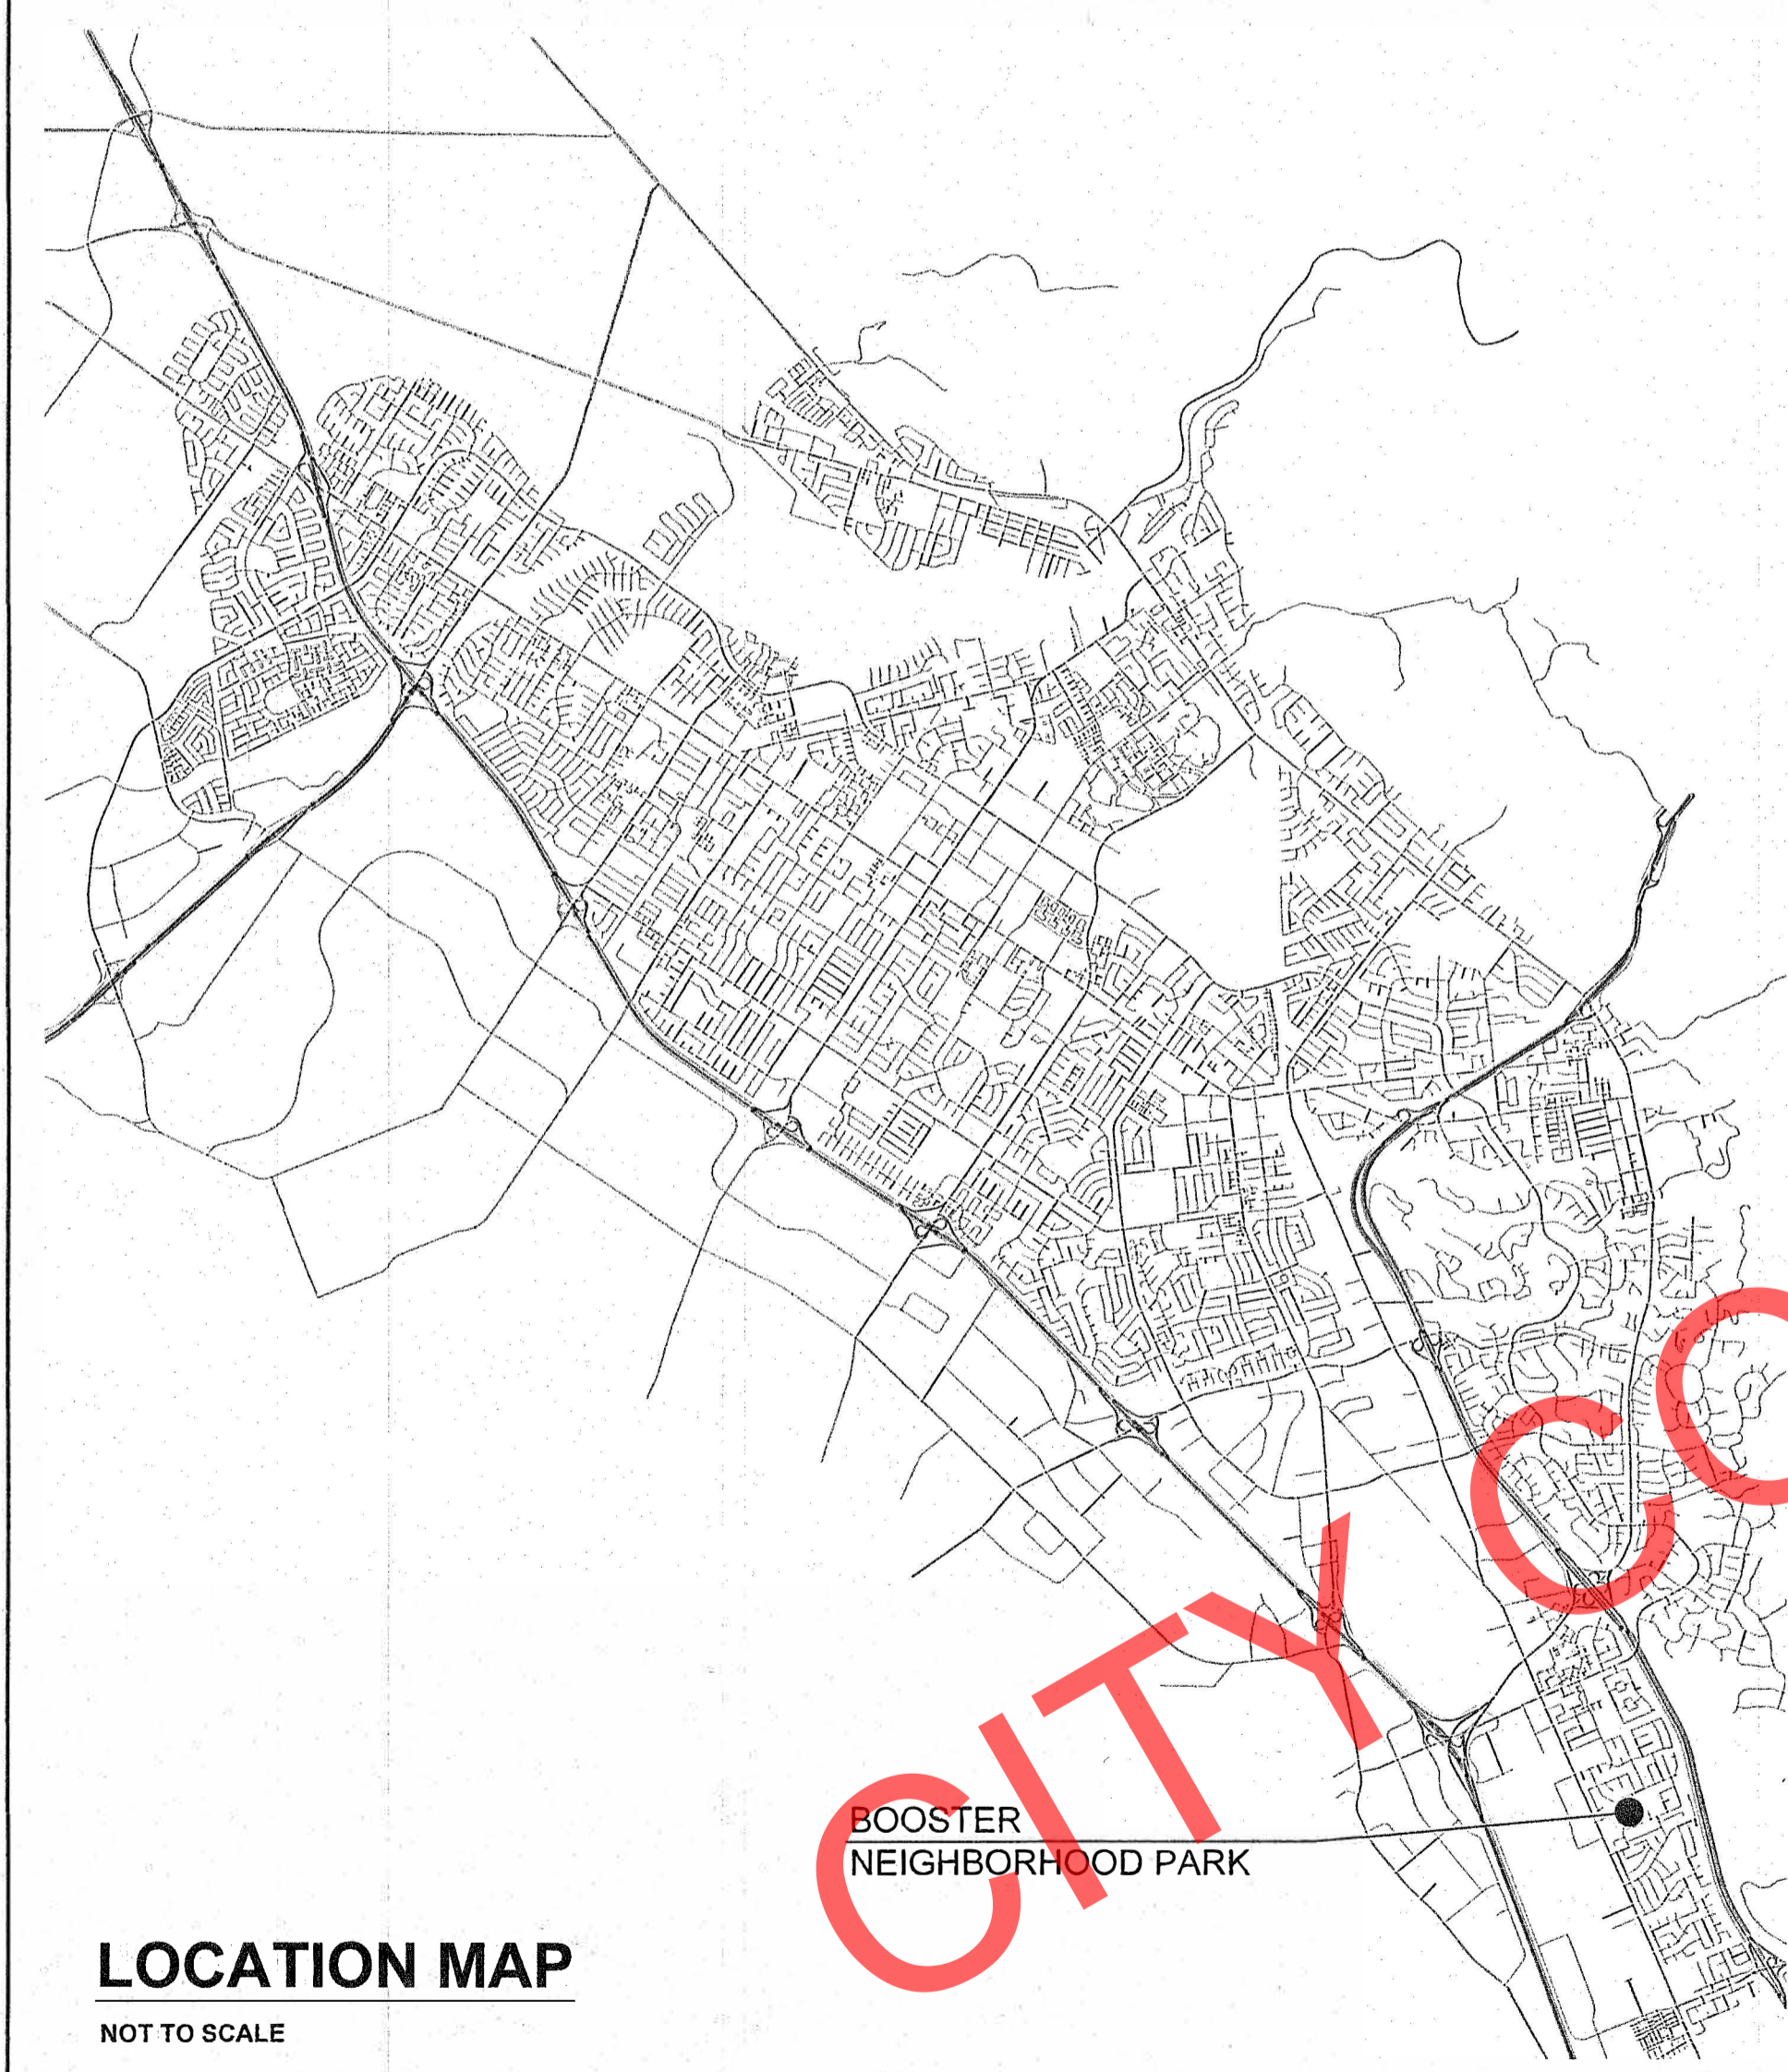 BOOSTER
NEIGHBORHOOD PARK
CITY CO
LOCATION MAP
NOT TO SCALE